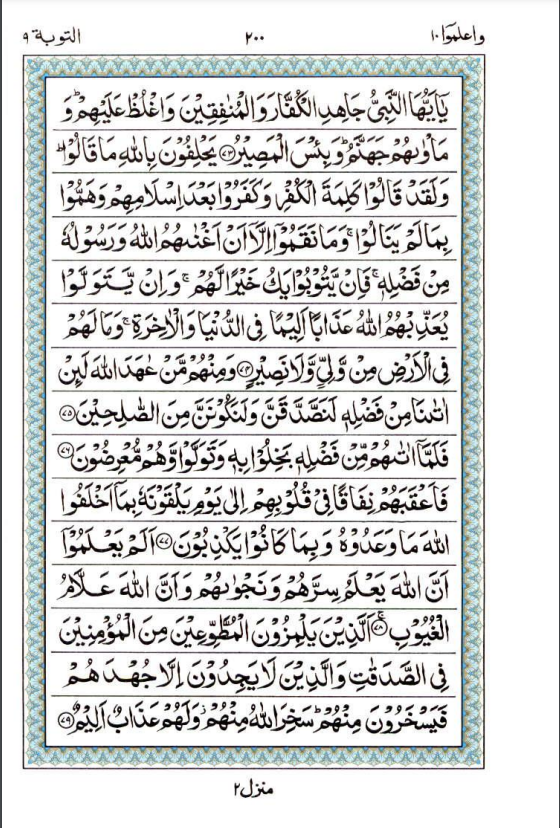 واعلموۤا ١٠
٢٠٠
التوبة ٩
يٰۤاَيُّهَا النَّبِيُّ جَاهِدِ الْكُفَّارَ وَالْمُنٰفِقِيْنَ وَاغْلُظْ عَلَيْهِمْؕ وَ
مَاْوٰىهُمْ جَهَنَّمُؕ وَبِئْسَ الْمَصِيْرُ ﴿٧٣﴾ يَحْلِفُوْنَ بِاللّٰهِ مَا قَالُوْاؕ
وَلَقَدْ قَالُوْا كَلِمَةَ الْكُفْرِ وَكَفَرُوْا بَعْدَ اِسْلَامِهِمْ وَهَمُّوْا
بِمَا لَمْ يَنَالُوْاۚ وَمَا نَقَمُوْۤا اِلَّاۤ اَنْ اَغْنٰىهُمُ اللّٰهُ وَرَسُوْلُهٗ
مِنْ فَضْلِهٖۚ فَاِنْ يَّتُوْبُوْا يَكُ خَيْرًا لَّهُمْۚ وَاِنْ يَّتَوَلَّوْا
يُعَذِّبْهُمُ اللّٰهُ عَذَابًا اَلِيْمًا فِى الدُّنْيَا وَالْاٰخِرَةِۚ وَمَا لَهُمْ
فِى الْاَرْضِ مِنْ وَّلِيٍّ وَّلَا نَصِيْرٍ ﴿٧٤﴾ وَمِنْهُمْ مَّنْ عٰهَدَ اللّٰهَ لَئِنْ
اٰتٰىنَا مِنْ فَضْلِهٖ لَنَصَّدَّقَنَّ وَلَنَكُوْنَنَّ مِنَ الصّٰلِحِيْنَ ﴿٧٥﴾
فَلَمَّاۤ اٰتٰىهُمْ مِّنْ فَضْلِهٖ بَخِلُوْا بِهٖ وَتَوَلَّوْا وَّهُمْ مُّعْرِضُوْنَ ﴿٧٦﴾
فَاَعْقَبَهُمْ نِفَاقًا فِيْ قُلُوْبِهِمْ اِلٰى يَوْمِ يَلْقَوْنَهٗ بِمَاۤ اَخْلَفُوا
اللّٰهَ مَا وَعَدُوْهُ وَبِمَا كَانُوْا يَكْذِبُوْنَ ﴿٧٧﴾ اَلَمْ يَعْلَمُوْۤا
اَنَّ اللّٰهَ يَعْلَمُ سِرَّهُمْ وَنَجْوٰىهُمْ وَاَنَّ اللّٰهَ عَلَّامُ
الْغُيُوْبِۚ ﴿٧٨﴾ اَلَّذِيْنَ يَلْمِزُوْنَ الْمُطَّوِّعِيْنَ مِنَ الْمُؤْمِنِيْنَ
فِى الصَّدَقٰتِ وَالَّذِيْنَ لَا يَجِدُوْنَ اِلَّا جُهْدَهُمْ
فَيَسْخَرُوْنَ مِنْهُمْؕ سَخِرَ اللّٰهُ مِنْهُمْؗ وَلَهُمْ عَذَابٌ اَلِيْمٌ ﴿٧٩﴾
منزل ٢